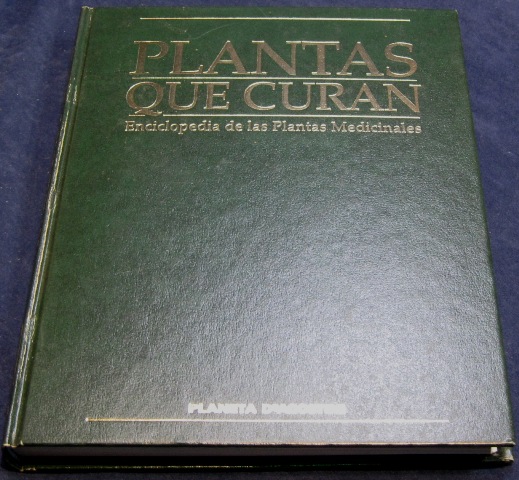 PLANTAS
QUE CURAN
Enciclopedia de las Plantas Medicinales
PLANETA DeAGOSTINI